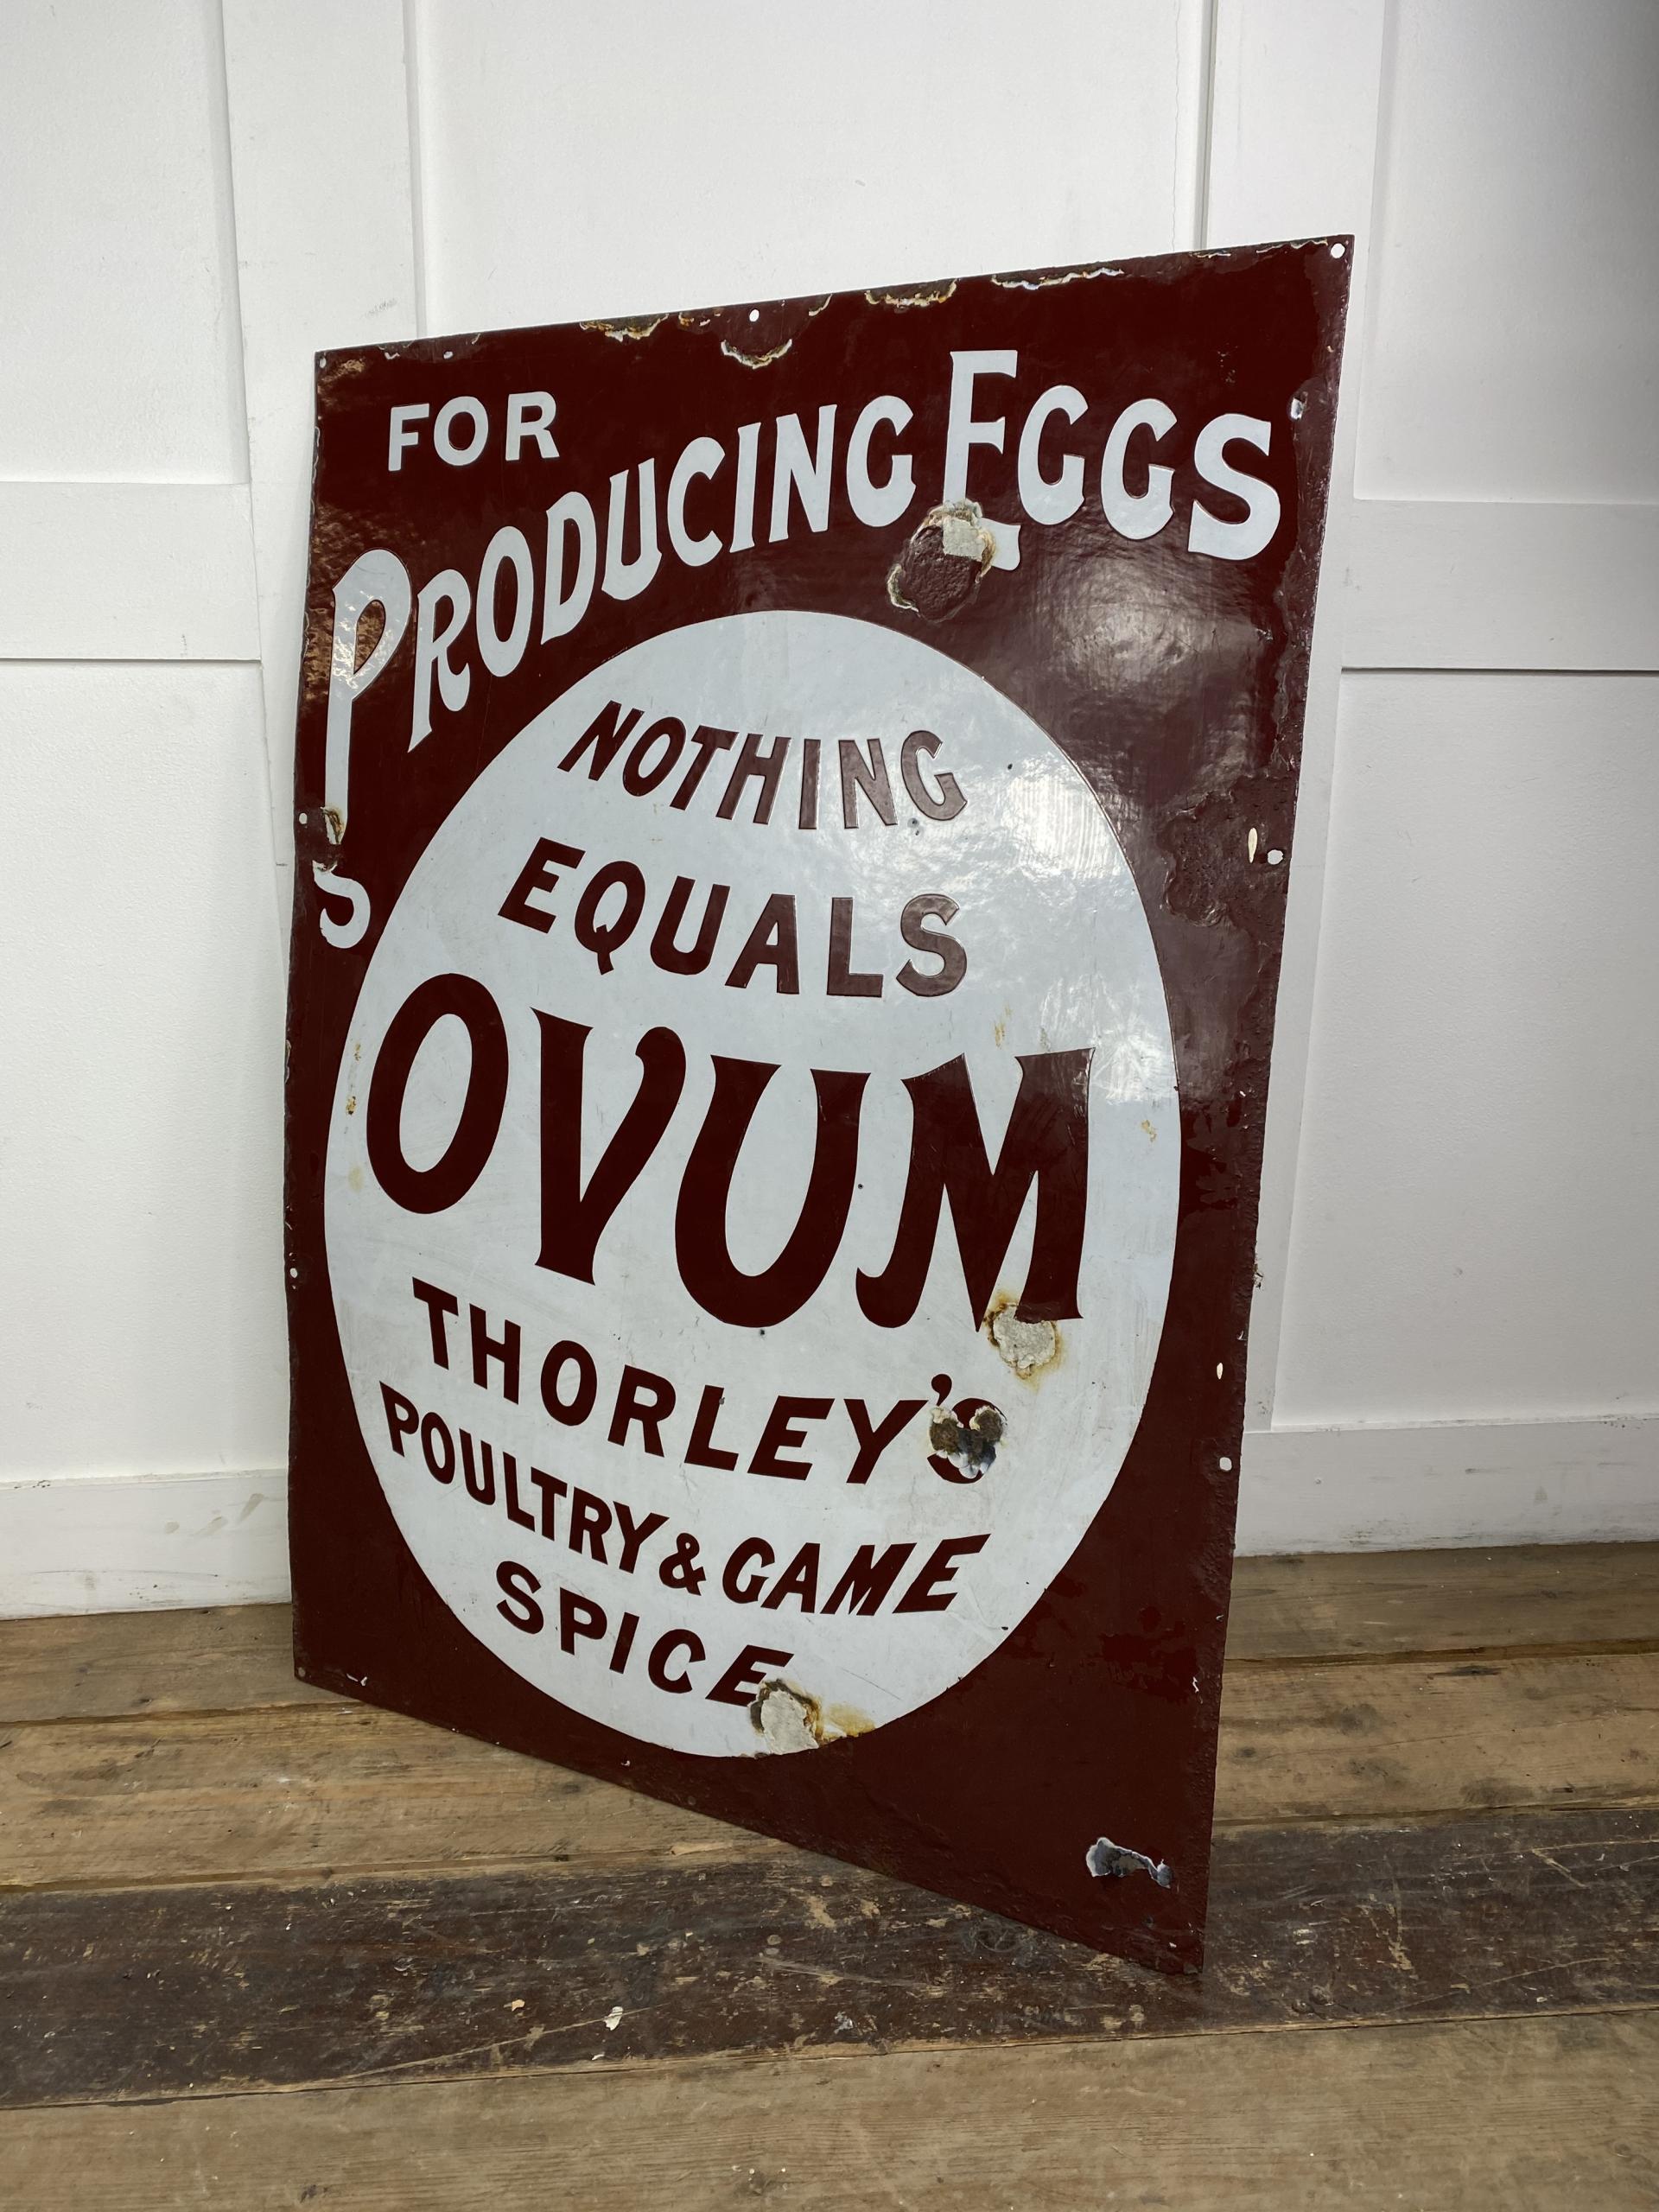 FOR
PRODUCING EGGS
NOTHING
EQUALS
OVUM
THORLEY'S
POULTRY & GAME
SPICE